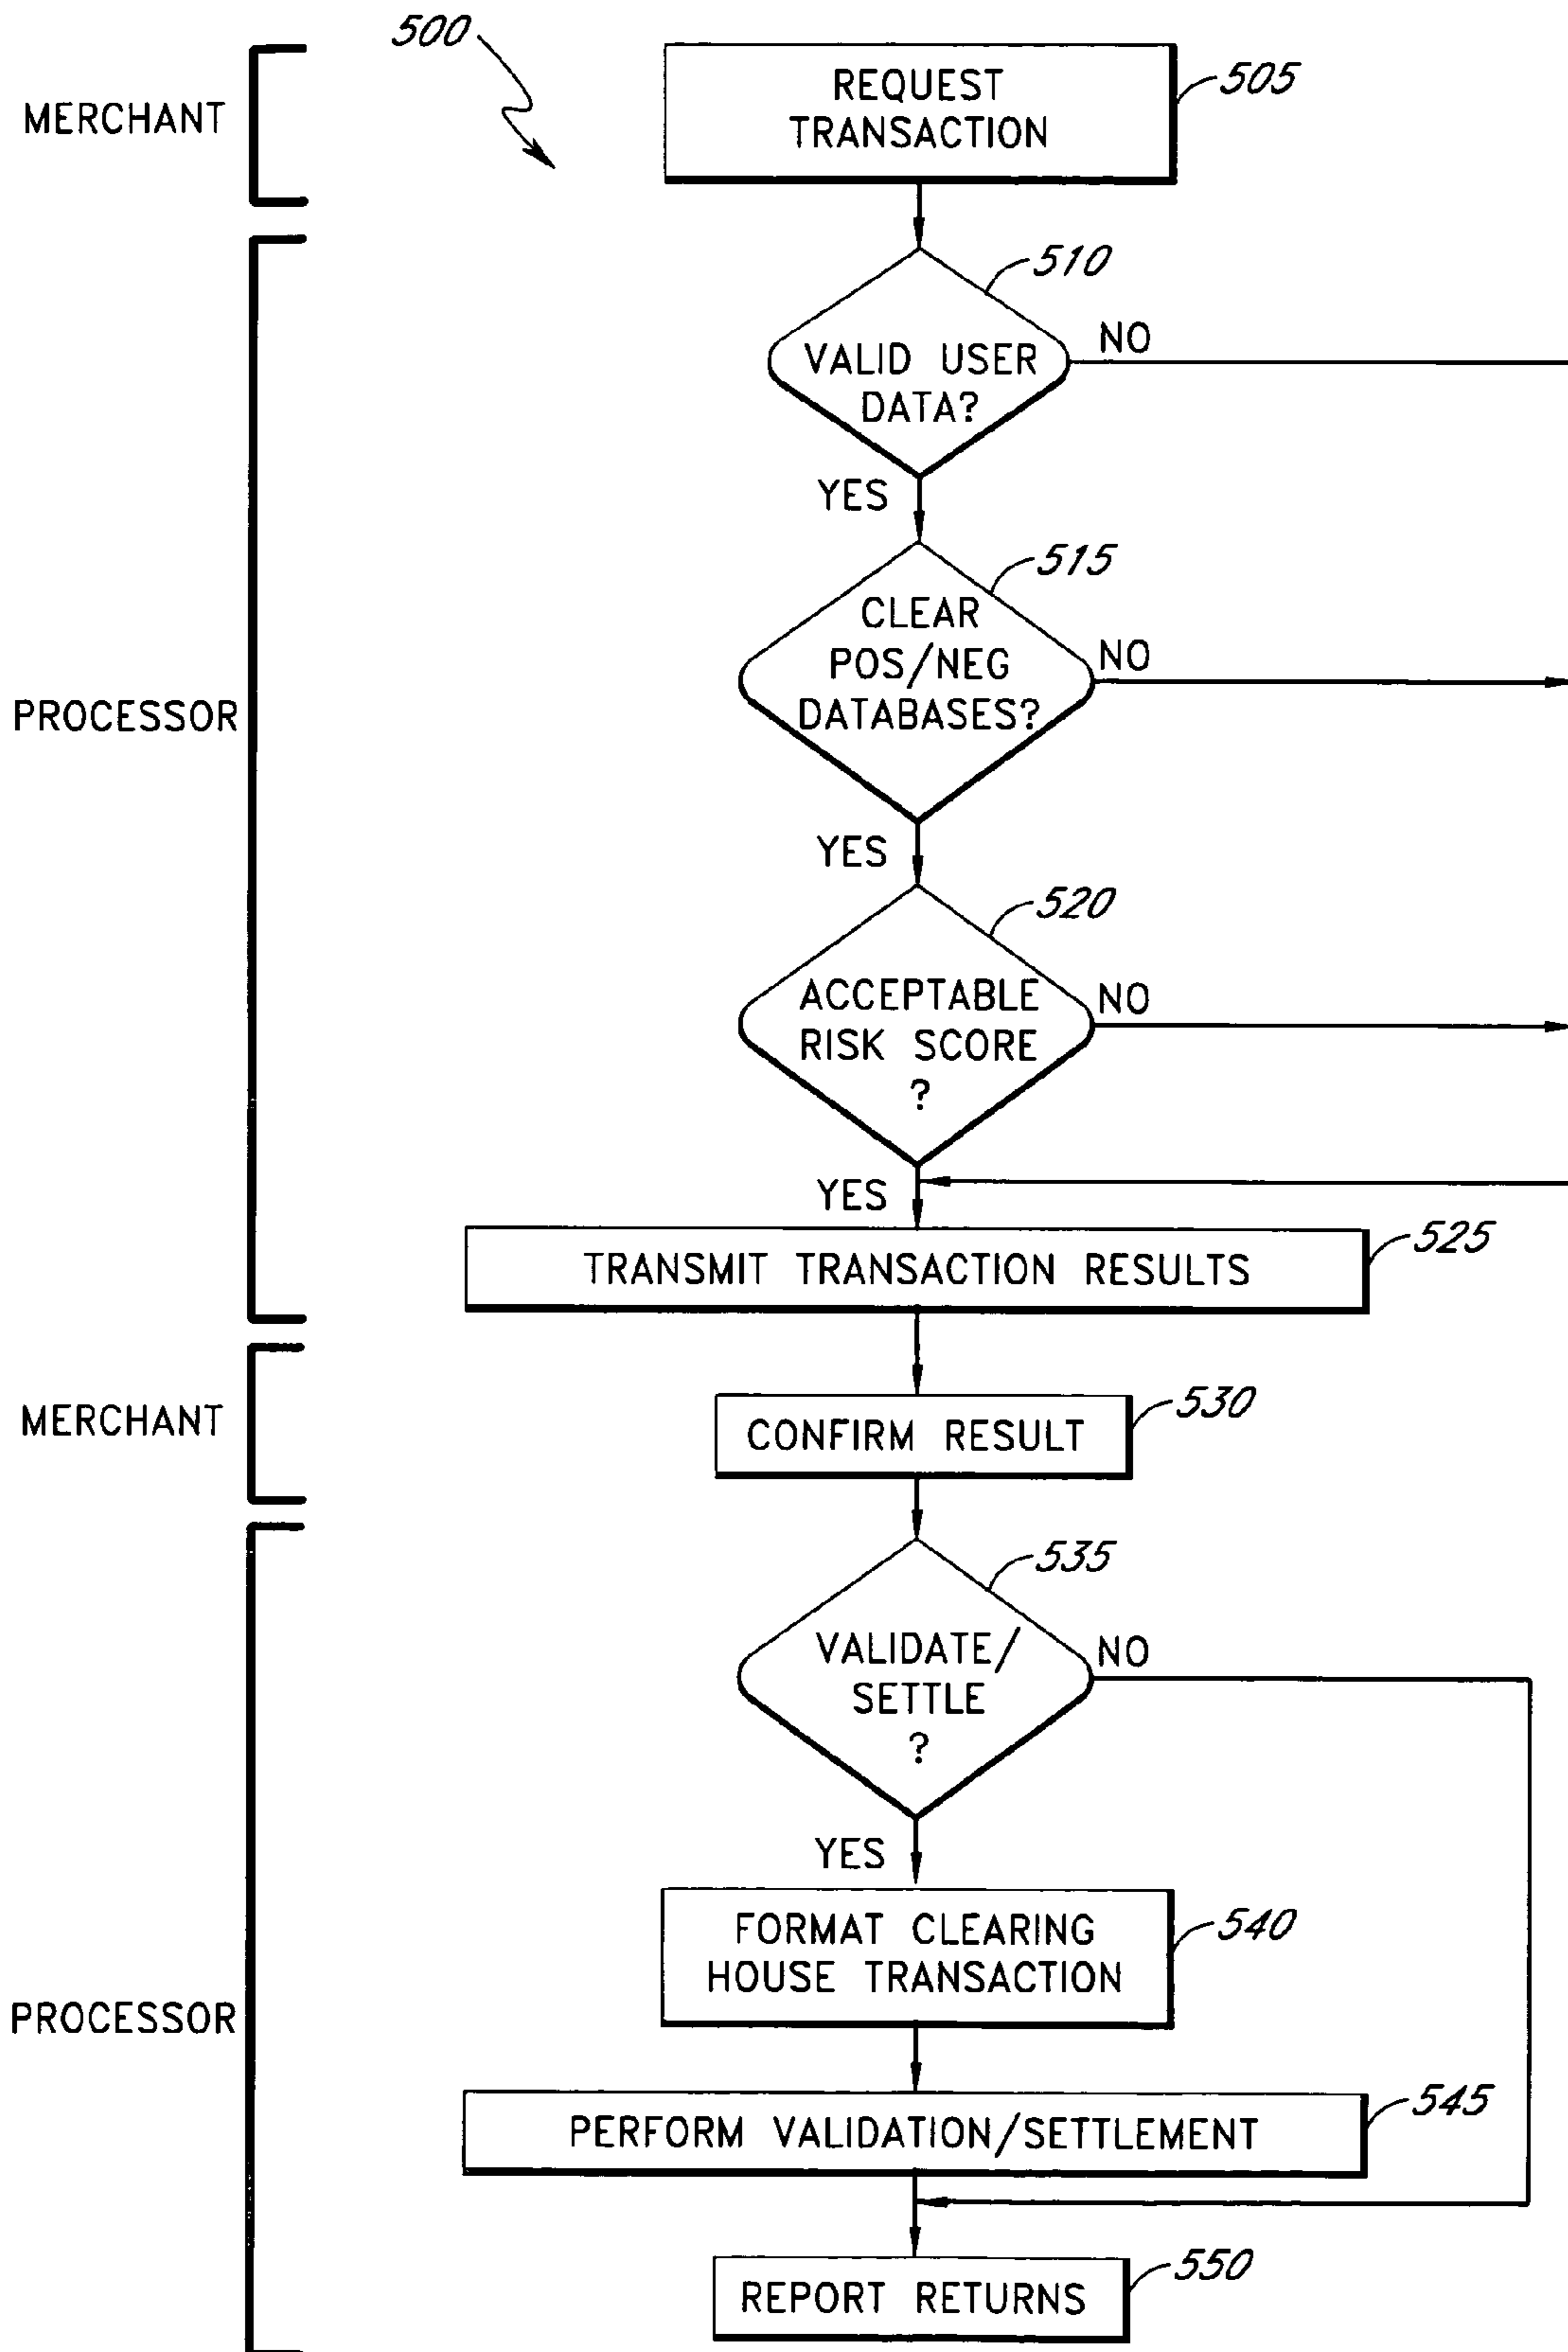 500
MERCHANT
REQUEST
TRANSACTION
505
PROCESSOR
510
VALID USER
DATA?
NO
YES
515
CLEAR
POS/NEG
DATABASES?
NO
YES
520
ACCEPTABLE
RISK SCORE
?
NO
YES
TRANSMIT TRANSACTION RESULTS
525
MERCHANT
CONFIRM RESULT
530
PROCESSOR
535
VALIDATE/
SETTLE
?
NO
YES
FORMAT CLEARING
HOUSE TRANSACTION
540
PERFORM VALIDATION/SETTLEMENT
545
REPORT RETURNS
550